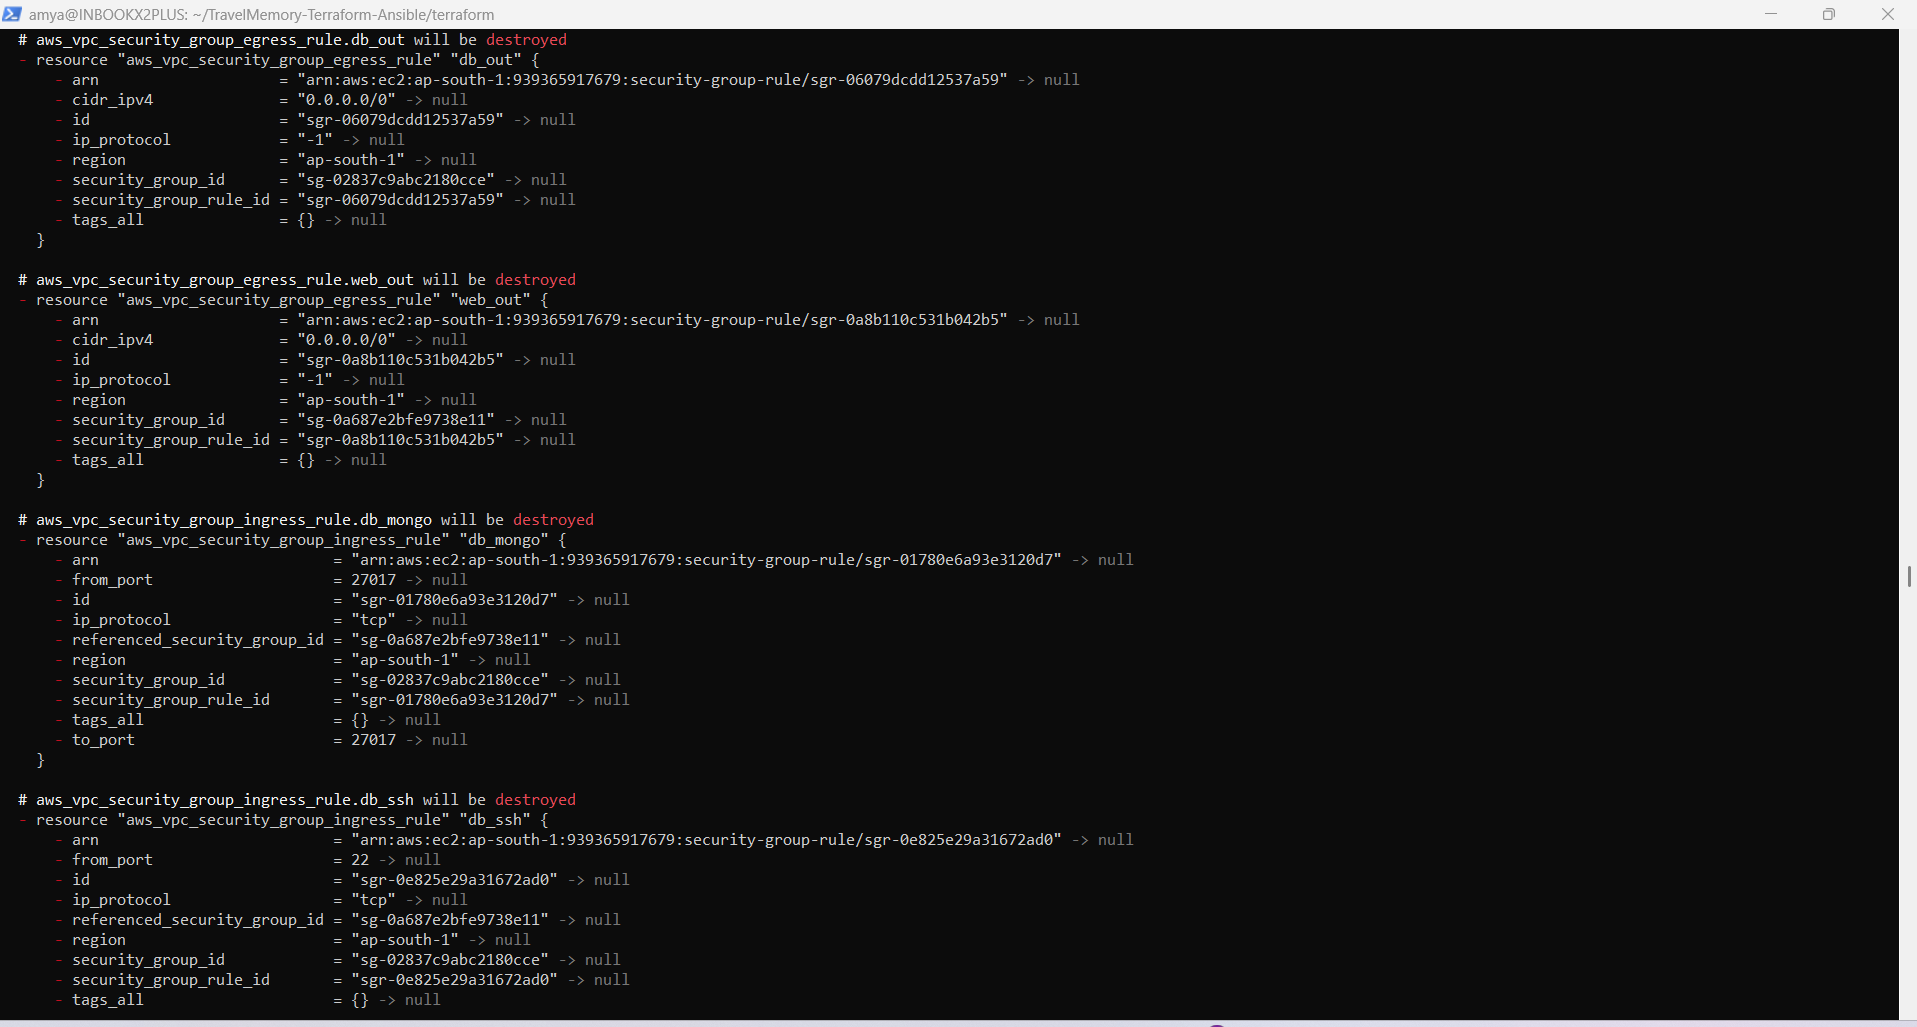 amya@INBOOKX2PLUS: ~/TravelMemory-Terraform-Ansible/terraform
# aws_vpc_security_group_egress_rule.db_out will be destroyed
- resource "aws_vpc_security_group_egress_rule" "db_out" {
- arn = "arn:aws:ec2:ap-south-1:939365917679:security-group-rule/sgr-06079dcdd12537a59" -> null
- cidr_ipv4 = "0.0.0.0/0" -> null
- id = "sgr-06079dcdd12537a59" -> null
- ip_protocol = "-1" -> null
- region = "ap-south-1" -> null
- security_group_id = "sg-02837c9abc2180cce" -> null
- security_group_rule_id = "sgr-06079dcdd12537a59" -> null
- tags_all = {} -> null
}
# aws_vpc_security_group_egress_rule.web_out will be destroyed
- resource "aws_vpc_security_group_egress_rule" "web_out" {
- arn = "arn:aws:ec2:ap-south-1:939365917679:security-group-rule/sgr-0a8b110c531b042b5" -> null
- cidr_ipv4 = "0.0.0.0/0" -> null
- id = "sgr-0a8b110c531b042b5" -> null
- ip_protocol = "-1" -> null
- region = "ap-south-1" -> null
- security_group_id = "sg-0a687e2bfe9738e11" -> null
- security_group_rule_id = "sgr-0a8b110c531b042b5" -> null
- tags_all = {} -> null
}
# aws_vpc_security_group_ingress_rule.db_mongo will be destroyed
- resource "aws_vpc_security_group_ingress_rule" "db_mongo" {
- arn = "arn:aws:ec2:ap-south-1:939365917679:security-group-rule/sgr-01780e6a93e3120d7" -> null
- from_port = 27017 -> null
- id = "sgr-01780e6a93e3120d7" -> null
- ip_protocol = "tcp" -> null
- referenced_security_group_id = "sg-0a687e2bfe9738e11" -> null
- region = "ap-south-1" -> null
- security_group_id = "sg-02837c9abc2180cce" -> null
- security_group_rule_id = "sgr-01780e6a93e3120d7" -> null
- tags_all = {} -> null
- to_port = 27017 -> null
}
# aws_vpc_security_group_ingress_rule.db_ssh will be destroyed
- resource "aws_vpc_security_group_ingress_rule" "db_ssh" {
- arn = "arn:aws:ec2:ap-south-1:939365917679:security-group-rule/sgr-0e825e29a31672ad0" -> null
- from_port = 22 -> null
- id = "sgr-0e825e29a31672ad0" -> null
- ip_protocol = "tcp" -> null
- referenced_security_group_id = "sg-0a687e2bfe9738e11" -> null
- region = "ap-south-1" -> null
- security_group_id = "sg-02837c9abc2180cce" -> null
- security_group_rule_id = "sgr-0e825e29a31672ad0" -> null
- tags_all = {} -> null